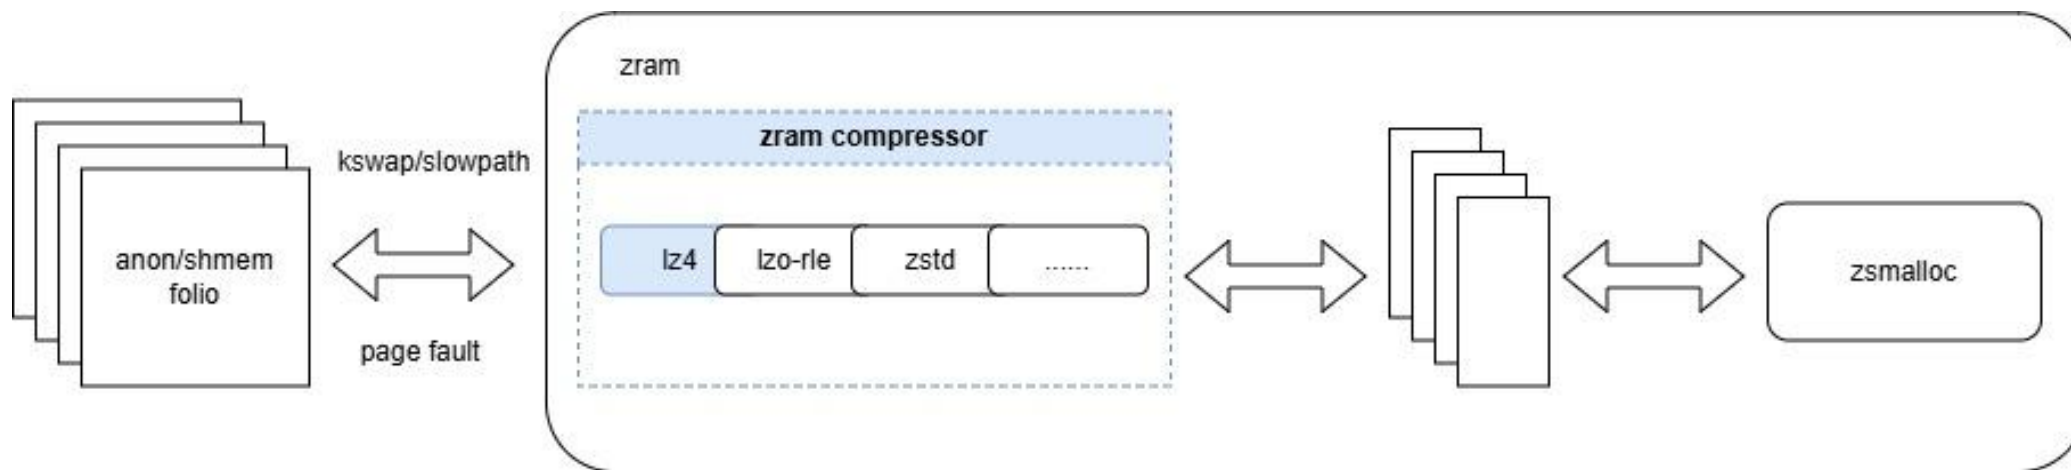 zram
zram compressor
kswap/slowpath
anon/shmem
folio
lz4
lzo-rle
zstd
......
zsmalloc
page fault